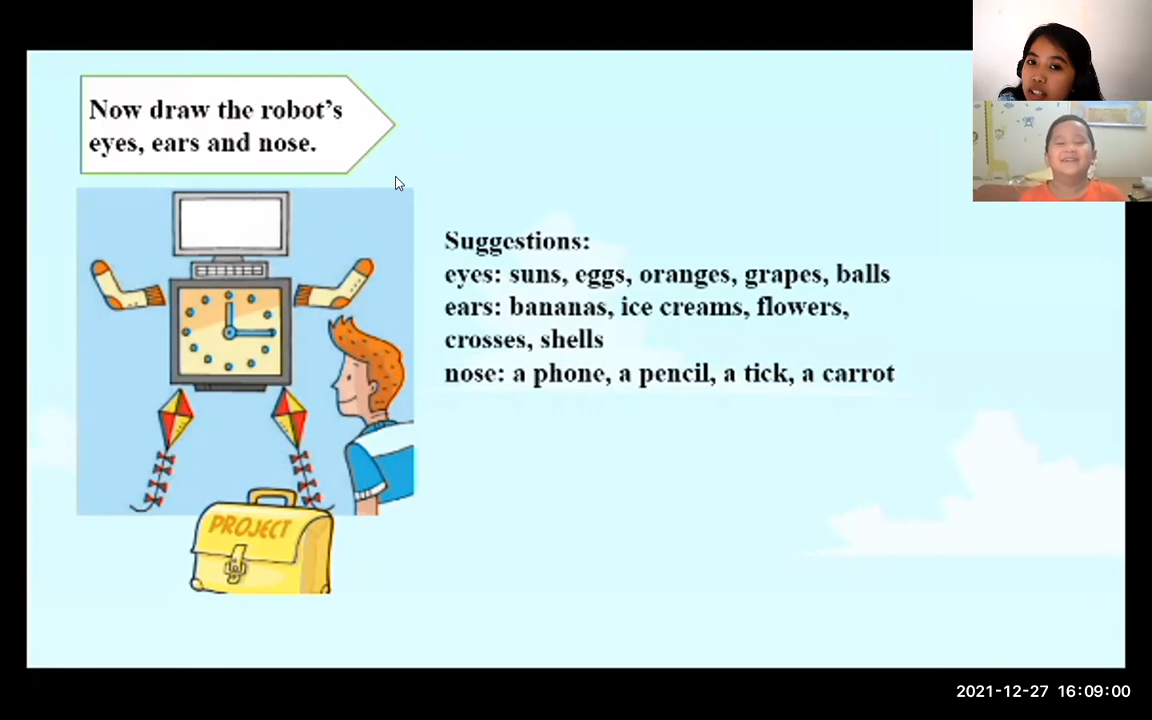 Now draw the robot's
eyes, ears and nose.
Suggestions:
eyes: suns, eggs, oranges, grapes, balls
ears: bananas, ice creams, flowers,
crosses, shells
nose: a phone, a pencil, a tick, a carrot
PROJECT
2021-12-27 16:09:00